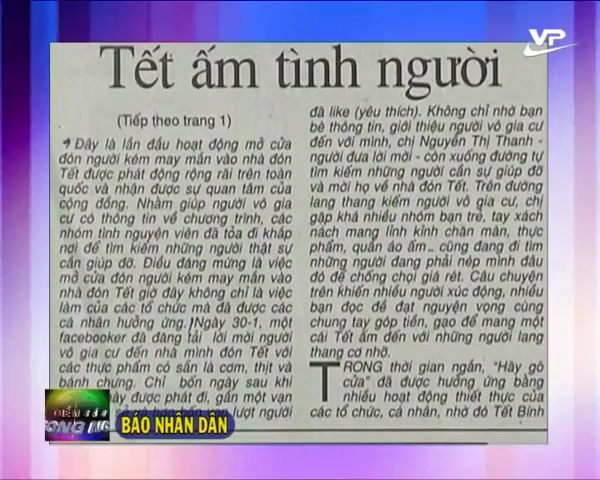 VP
Tết ấm tình người
(Tiếp theo trang 1)
Đây là lần đầu hoạt động mở cửa
đón người kém may mắn vào nhà đón
Tết được phát động rộng rãi trên toàn
quốc và nhận được sự quan tâm của
cộng đồng. Nhằm giúp người vô gia
cư có thông tin về chương trình, các
nhóm tình nguyện viên đã tỏa đi khắp
nơi để tìm kiếm những người thật sự
cần giúp đỡ. Điều đáng mừng là việc
mở cửa đón người kém may mắn vào
nhà đón Tết giờ đây không chỉ là việc
làm của các tổ chức mà đã được các
cá nhân hưởng ứng. Ngày 30-1, một
facebooker đã đăng tải lời mời người
vô gia cư đến nhà mình đón Tết với
các thực phẩm có sẵn là cơm, thịt và
bánh chưng. Chỉ bốn ngày sau khi
này được phát đi, gần một vạn
lượt người
đã like (yêu thích). Không chỉ nhờ bạn
bè thông tin, giới thiệu người vô gia cư
đến với mình, chị Nguyễn Thị Thanh -
người đưa lời mời - còn xuống đường tự
tìm kiếm những người cần sự giúp đỡ
và mời họ về nhà đón Tết. Trên đường
lang thang kiếm người vô gia cư, chị
gặp khá nhiều nhóm bạn trẻ, tay xách
nách mang lỉnh kỉnh chăn màn, thực
phẩm, quần áo ấm... cũng đang đi tìm
những người đang phải nép mình đâu
đó để chống chọi giá rét. Câu chuyện
trên khiến nhiều người xúc động, nhiều
bạn đọc đề đạt nguyện vọng cùng
chung tay góp tiền, gạo để mang một
cái Tết ấm đến với những người lang
thang cơ nhỡ.
TRONG thời gian ngắn, "Hãy gõ
cửa" đã được hưởng ứng bằng
nhiều hoạt động thiết thực của
các tổ chức, cá nhân, nhờ đó Tết Bính
ĐIỂM BÁO
TRONG NGÀY
BÁO NHÂN DÂN